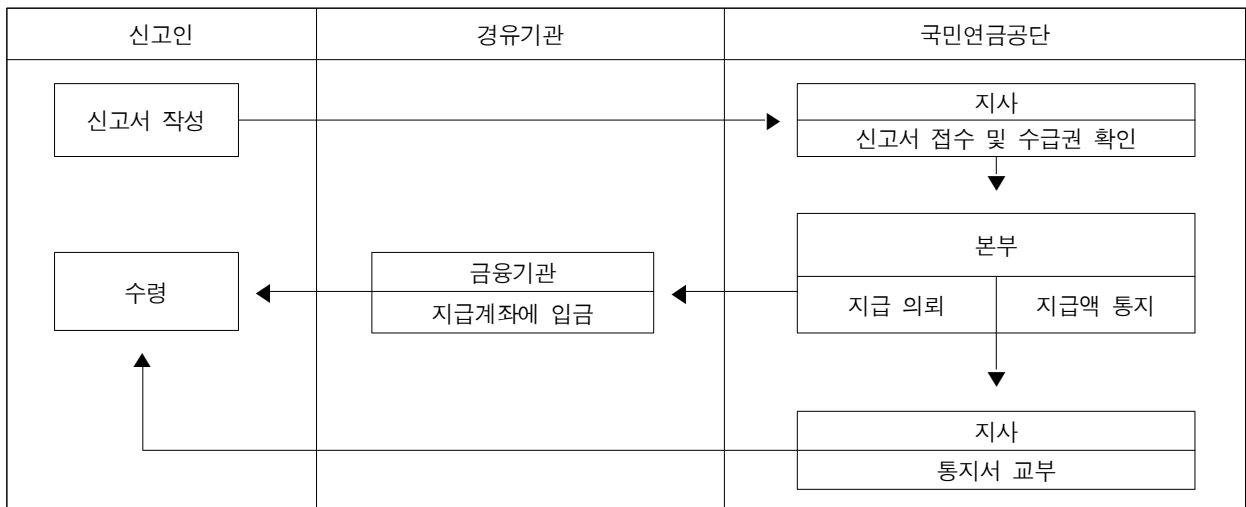 신고인
경유기관
국민연금공단
신고서 작성
지사
신고서 접수 및 수급권 확인
본부
지급 의뢰
지급액 통지
금융기관
지급계좌에 입금
수령
지사
통지서 교부